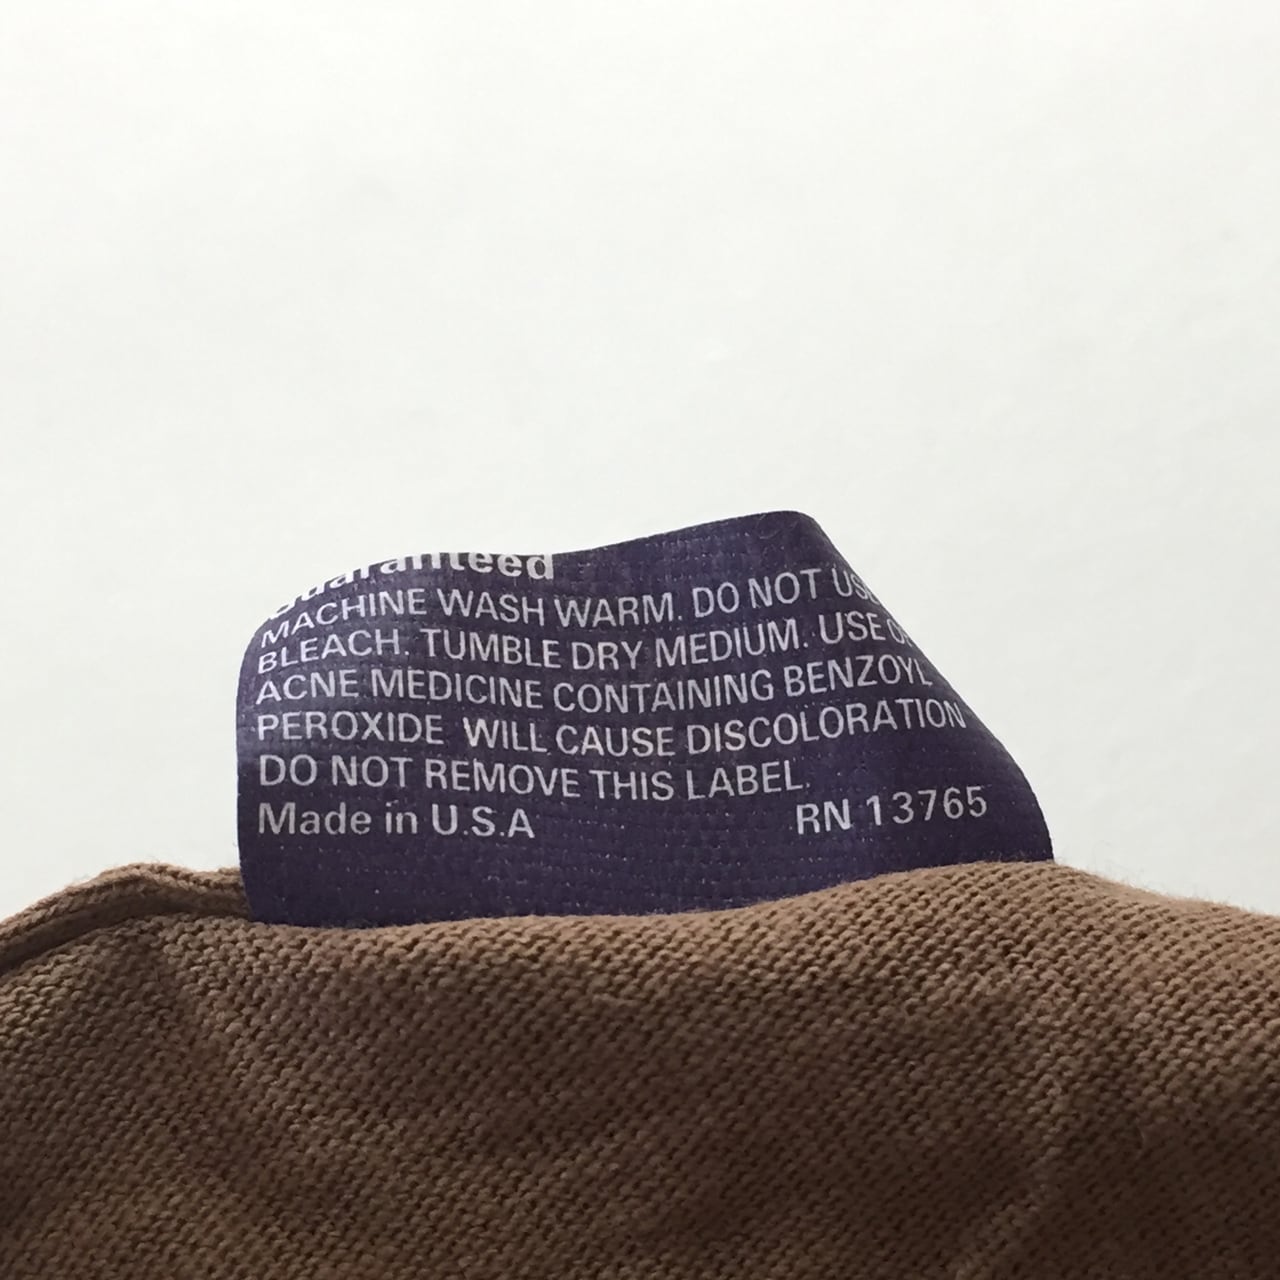 Guaranteed
MACHINE WASH WARM. DO NOT USE
BLEACH. TUMBLE DRY MEDIUM. USE
ACNE MEDICINE CONTAINING BENZOYL
PEROXIDE WILL CAUSE DISCOLORATION
DO NOT REMOVE THIS LABEL.
Made in U.S.A RN 13765